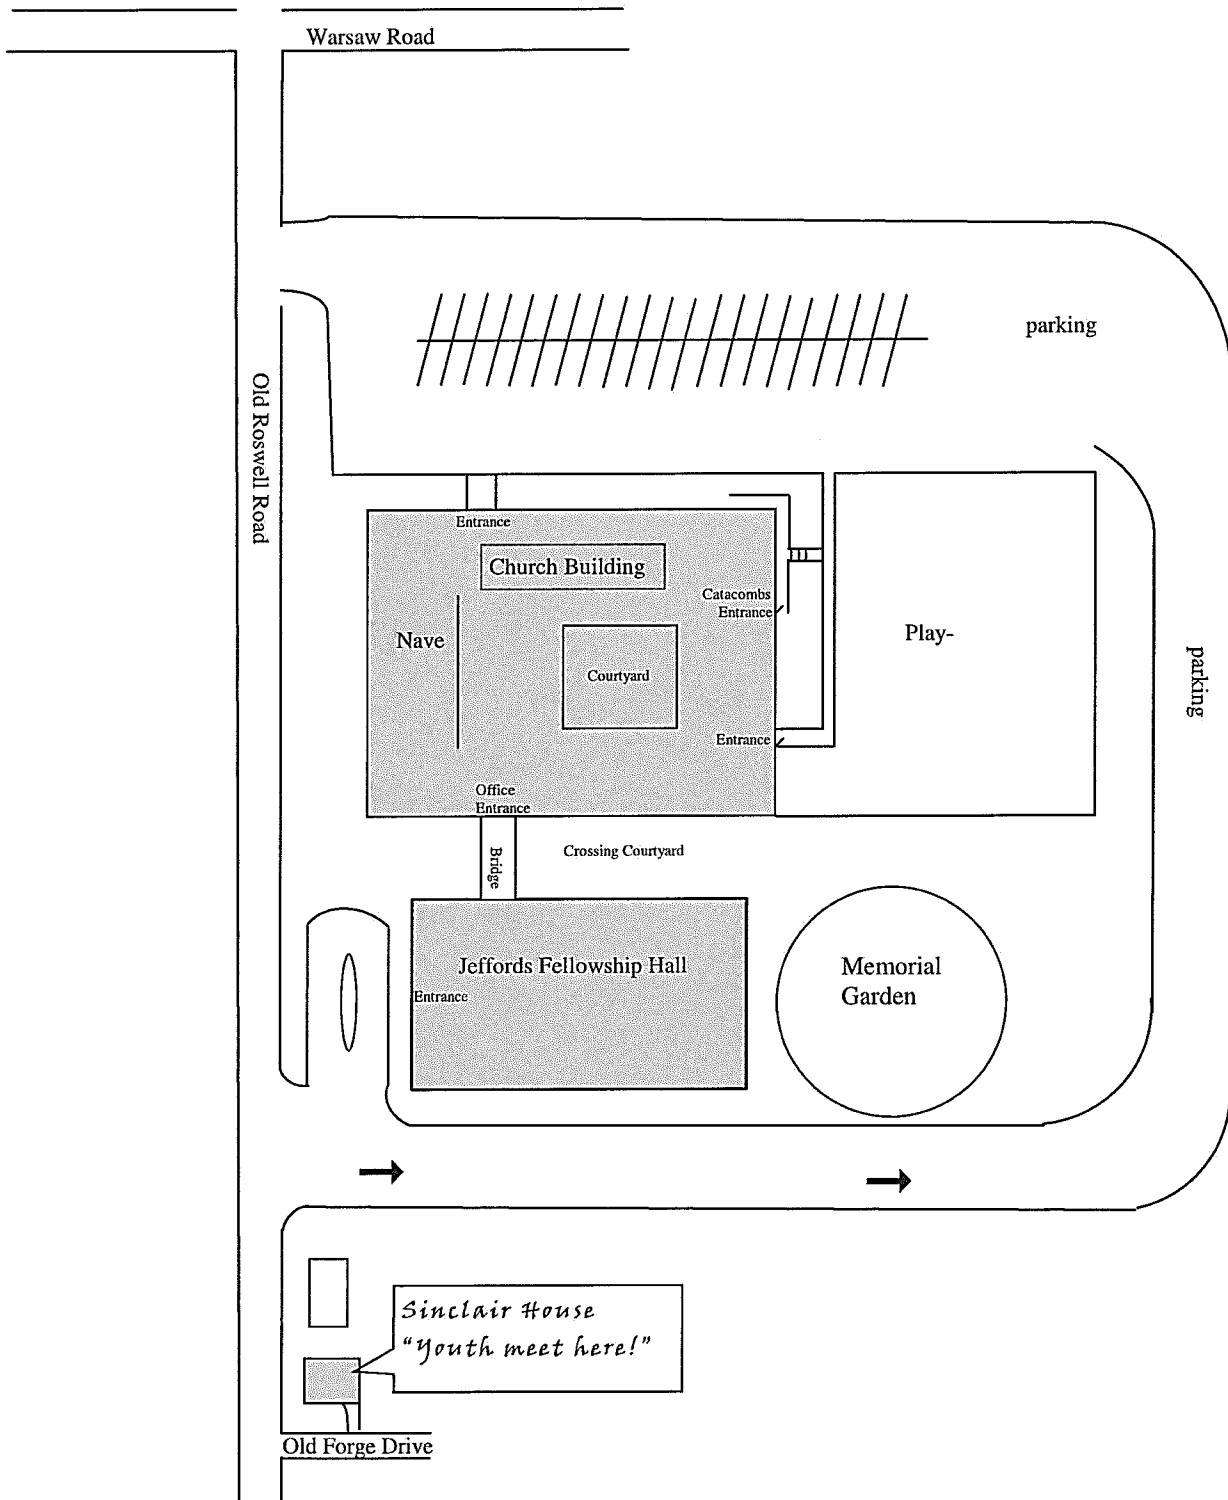 Warsaw Road
parking
Old Roswell Road
Entrance
Church Building
Catacombs
Entrance
Nave
Play-
Courtyard
parking
Entrance
Office
Entrance
Bridge
Crossing Courtyard
Jeffords Fellowship Hall
Entrance
Memorial
Garden
Sinclair House
"Youth meet here!"
Old Forge Drive